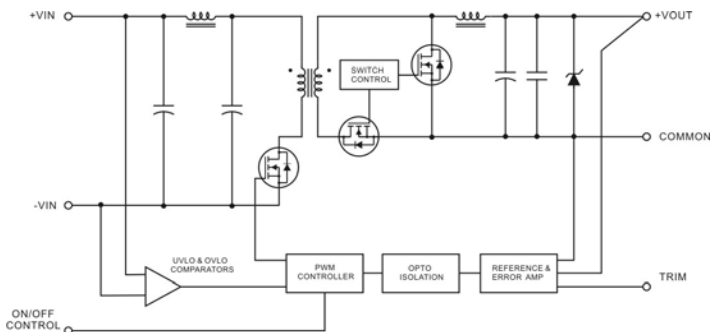 +VIN
+VOUT
SWITCH
CONTROL
COMMON
-VIN
UVLO & OVLO
COMPARATORS
PWM
CONTROLLER
OPTO
ISOLATION
REFERENCE &
ERROR AMP
TRIM
ON/OFF
CONTROL